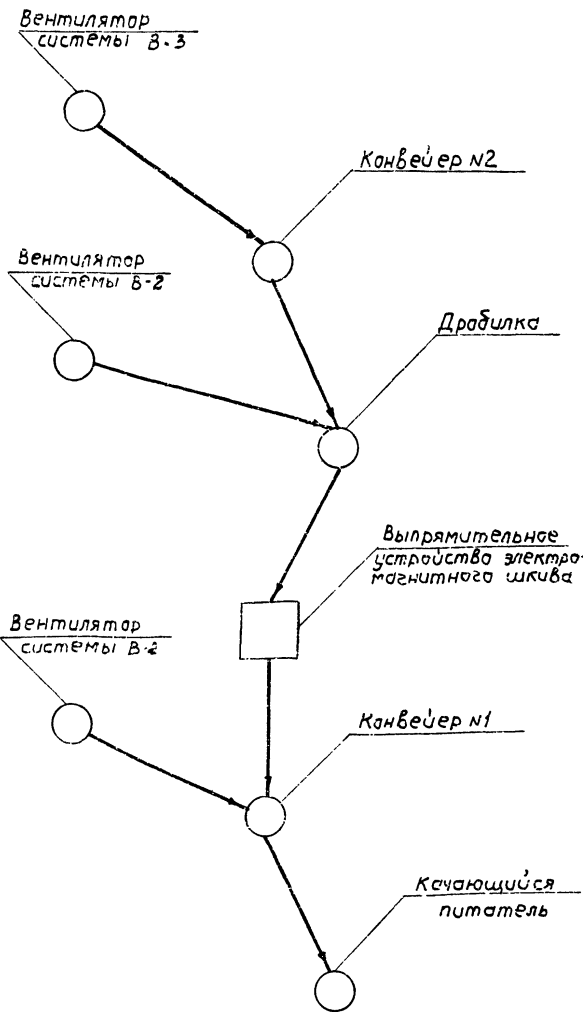 Вентилятор
системы В-3
Конвейер N2
Вентилятор
системы В-2
Дробилка
Выпрямительное
устройство электро-
магнитного шкива
Вентилятор
системы В-2
Конвейер N1
Качающийся
питатель